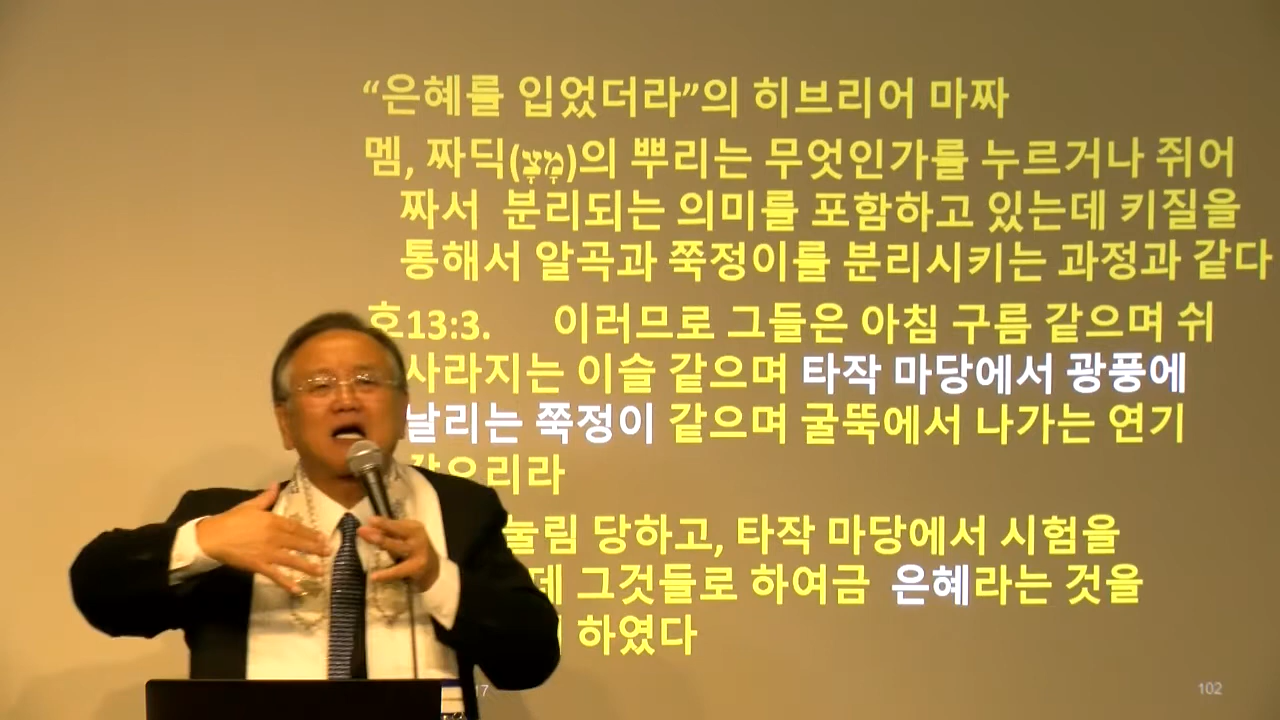 “은혜를 입었더라”의 히브리어 마짜
멤, 짜딕(מָצָ)의 뿌리는 무엇인가를 누르거나 쥐어
짜서 분리되는 의미를 포함하고 있는데 키질을
통해서 알곡과 쭉정이를 분리시키는 과정과 같다
호13:3. 이러므로 그들은 아침 구름 같으며 쉬
사라지는 이슬 같으며 타작 마당에서 광풍에
날리는 쭉정이 같으며 굴뚝에서 나가는 연기
같으리라
눌림 당하고, 타작 마당에서 시험을
데 그것들로 하여금 은혜라는 것을
하였다
17
102